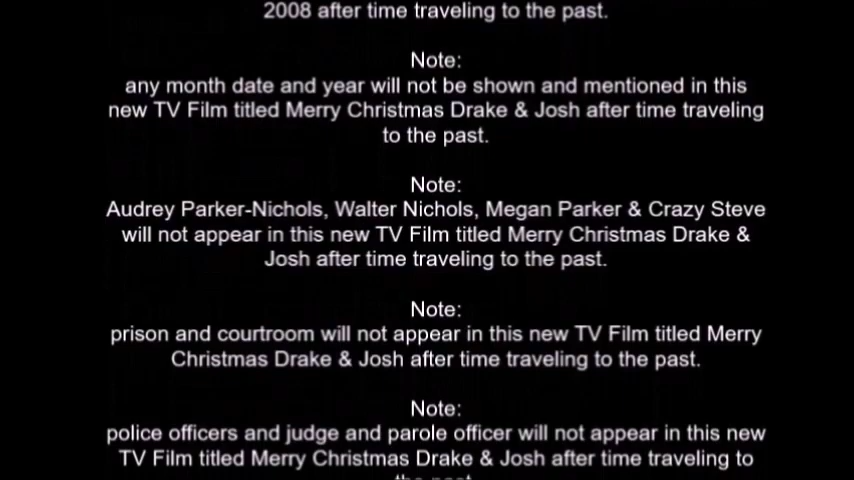 2008 after time traveling to the past.
Note:
any month date and year will not be shown and mentioned in this
new TV Film titled Merry Christmas Drake & Josh after time traveling
to the past.
Note:
Audrey Parker-Nichols, Walter Nichols, Megan Parker & Crazy Steve
will not appear in this new TV Film titled Merry Christmas Drake &
Josh after time traveling to the past.
Note:
prison and courtroom will not appear in this new TV Film titled Merry
Christmas Drake & Josh after time traveling to the past.
Note:
police officers and judge and parole officer will not appear in this new
TV Film titled Merry Christmas Drake & Josh after time traveling to
the past.